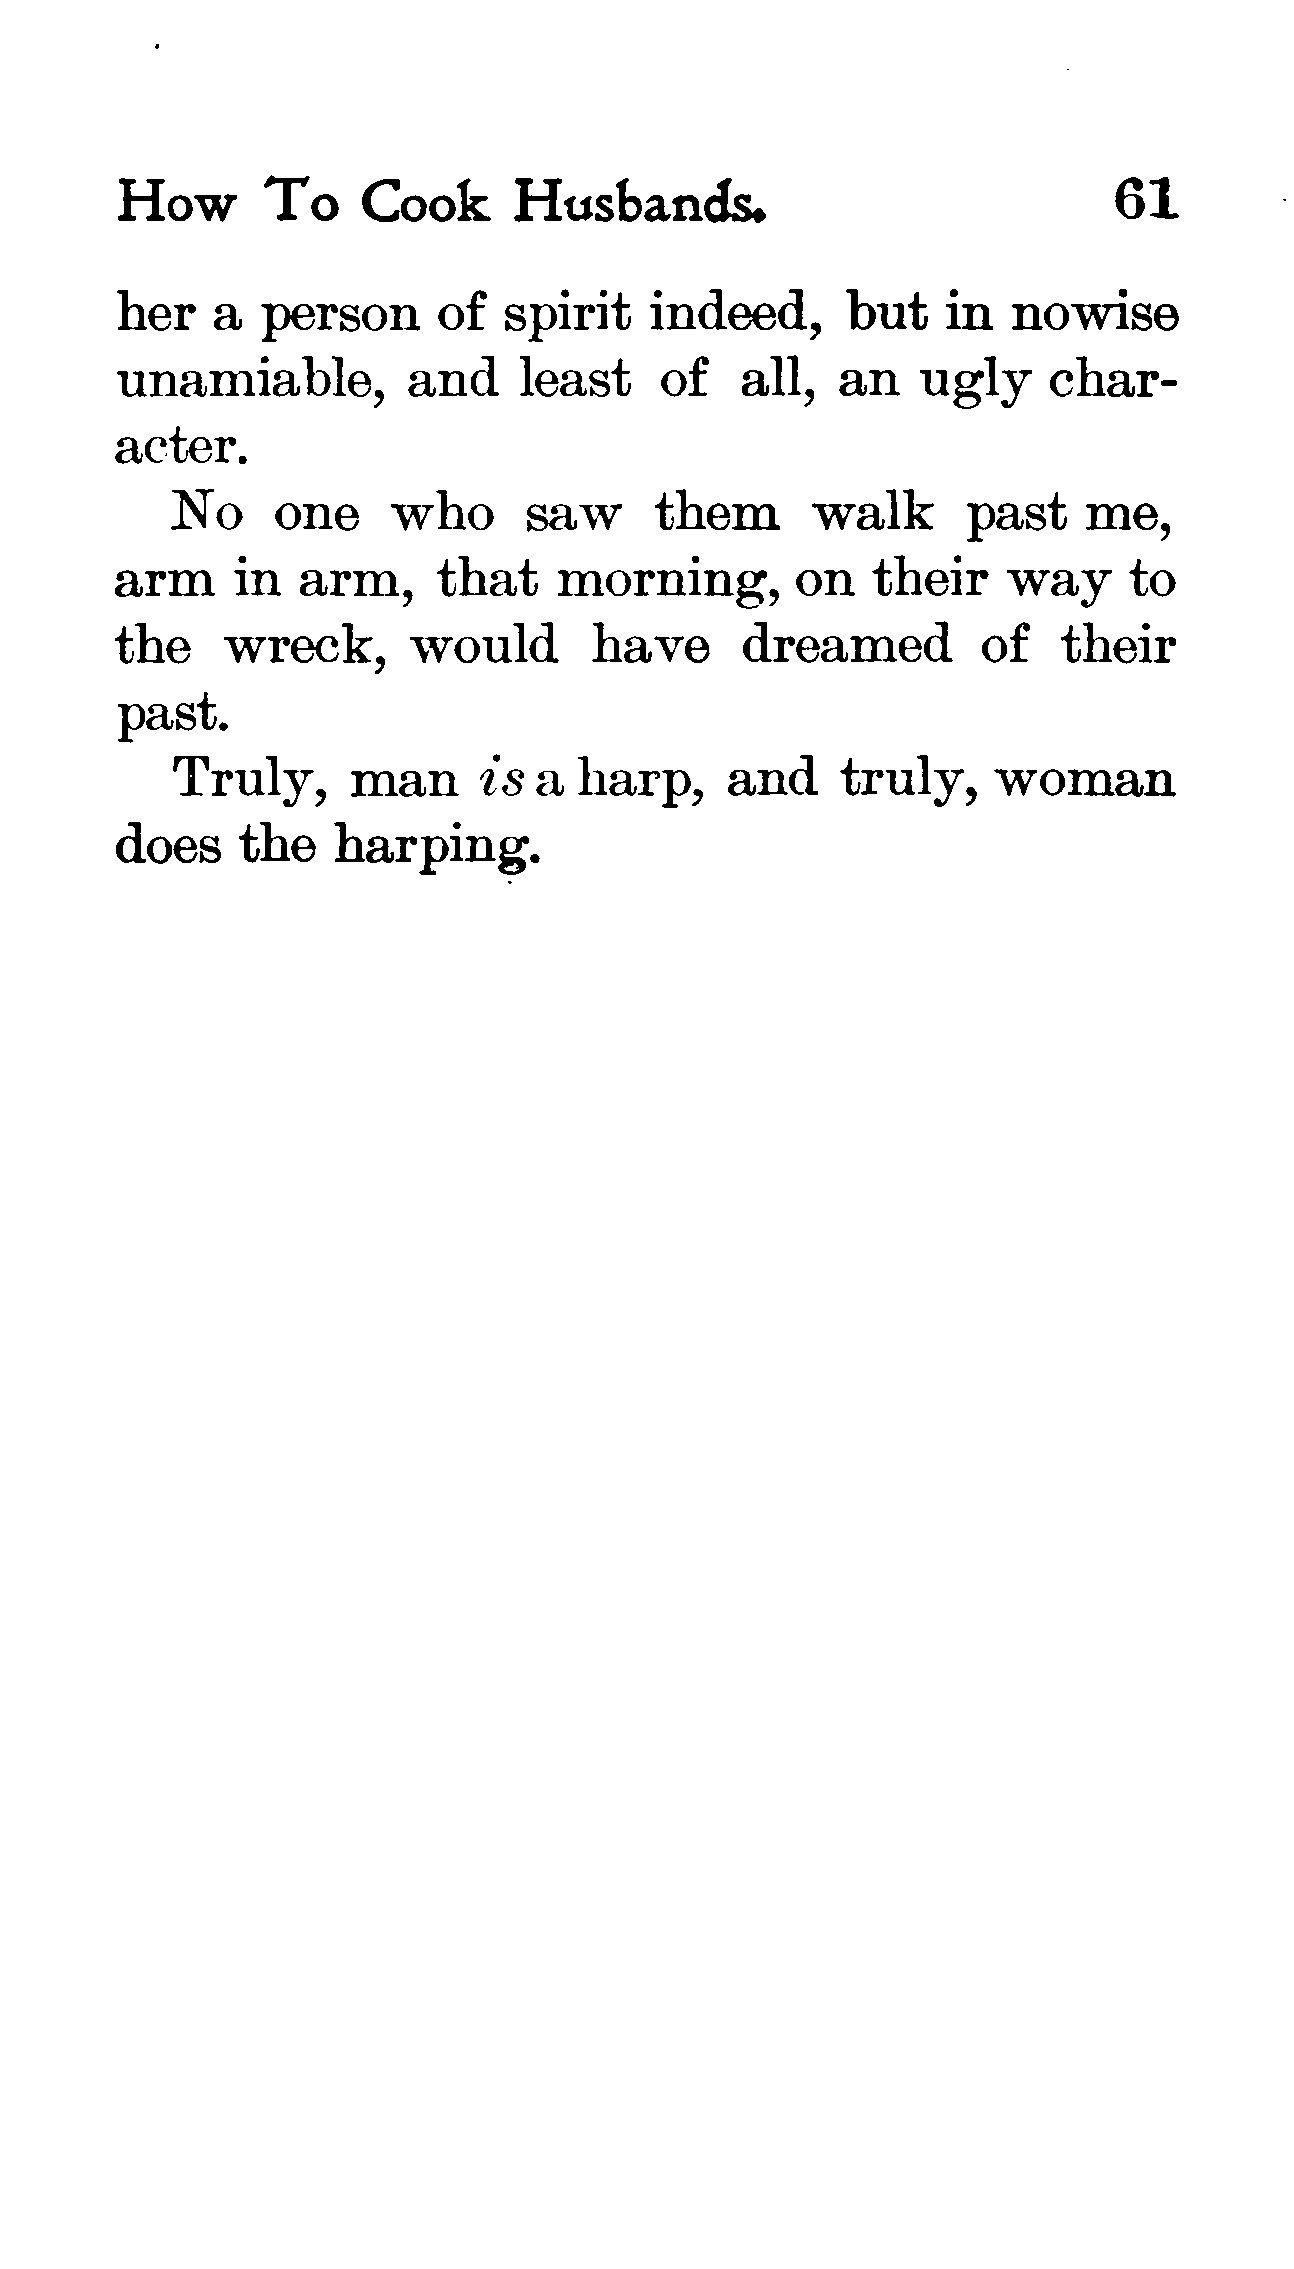 How To Cook Husbands. 61
her a person of spirit indeed, but in nowise
unamiable, and least of all, an ugly char-
acter.
No one who saw them walk past me,
arm in arm, that morning, on their way to
the wreck, would have dreamed of their
past.
Truly, man is a harp, and truly, woman
does the harping.